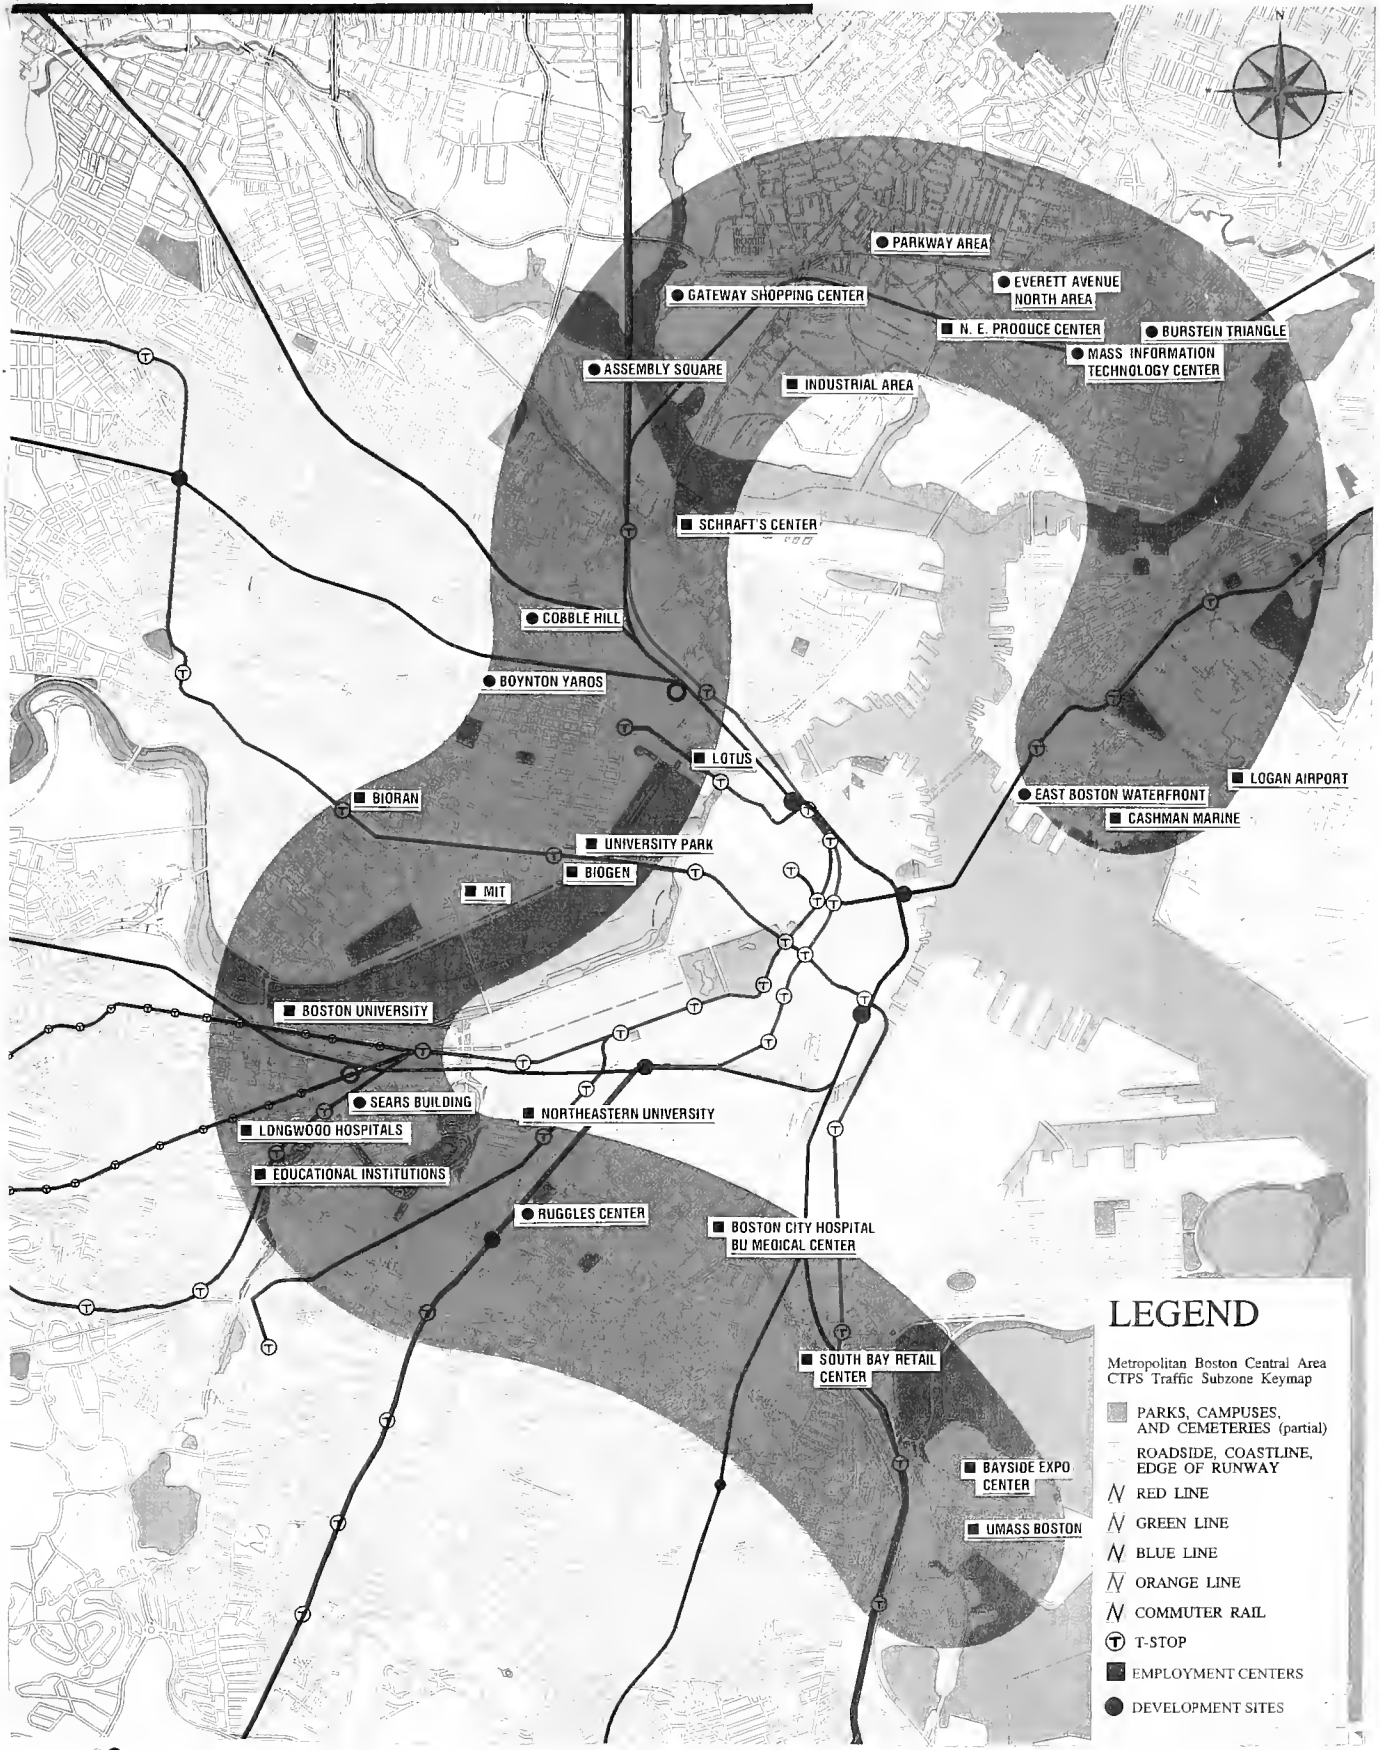 N
PARKWAY AREA
EVERETT AVENUE
NORTH AREA
GATEWAY SHOPPING CENTER
N. E. PRODUCE CENTER
BURSTEIN TRIANGLE
MASS INFORMATION
TECHNOLOGY CENTER
ASSEMBLY SQUARE
INDUSTRIAL AREA
SCHRAFT'S CENTER
COBBLE HILL
BOYNTON YARDS
LOTUS
LOGAN AIRPORT
BIORAN
EAST BOSTON WATERFRONT
CASHMAN MARINE
UNIVERSITY PARK
BIOGEN
MIT
BOSTON UNIVERSITY
SEARS BUILDING
NORTHEASTERN UNIVERSITY
LONGWOOD HOSPITALS
EDUCATIONAL INSTITUTIONS
RUGGLES CENTER
BOSTON CITY HOSPITAL
BU MEDICAL CENTER
SOUTH BAY RETAIL
CENTER
BAYSIDE EXPO
CENTER
UMASS BOSTON
LEGEND
Metropolitan Boston Central Area
CTPS Traffic Subzone Keymap
PARKS, CAMPUSES,
AND CEMETERIES (partial)
ROADSIDE, COASTLINE,
EDGE OF RUNWAY
RED LINE
GREEN LINE
BLUE LINE
ORANGE LINE
COMMUTER RAIL
T T-STOP
EMPLOYMENT CENTERS
DEVELOPMENT SITES